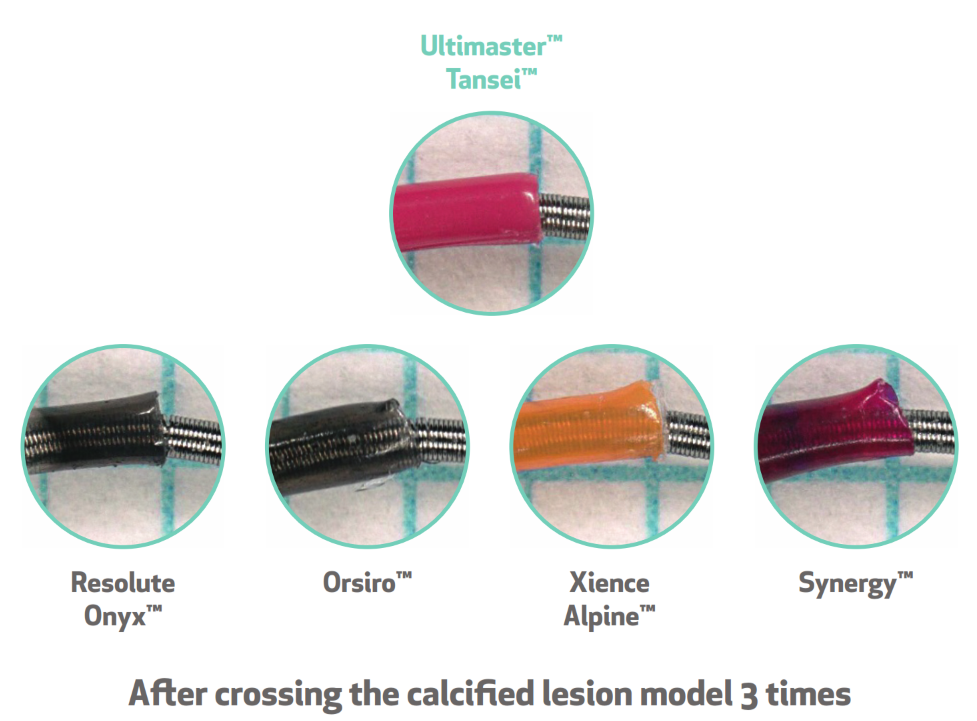 Ultimaster™
Tansei™
Resolute
Onyx™
Orsiro™
Xience
Alpine™
Synergy™
After crossing the calcified lesion model 3 times